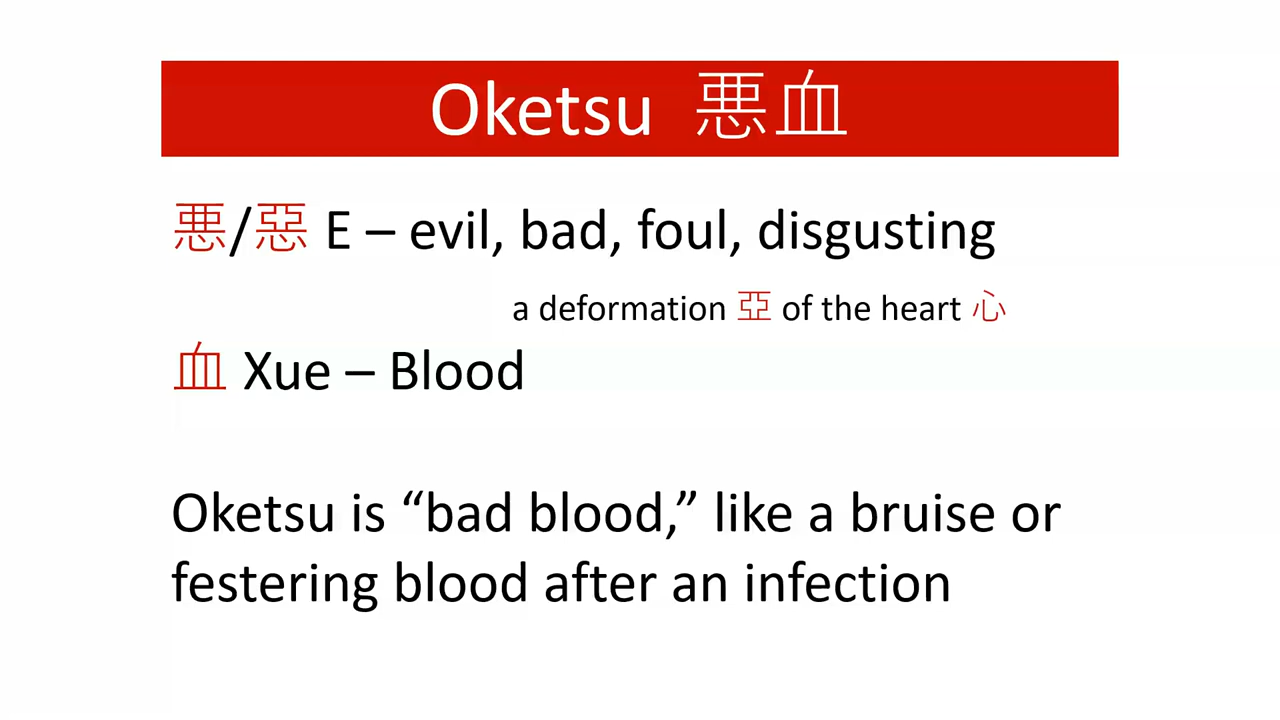 Oketsu 悪血
悪/惡 E – evil, bad, foul, disgusting
a deformation 亞 of the heart 心
血 Xue – Blood
Oketsu is “bad blood,” like a bruise or
festering blood after an infection